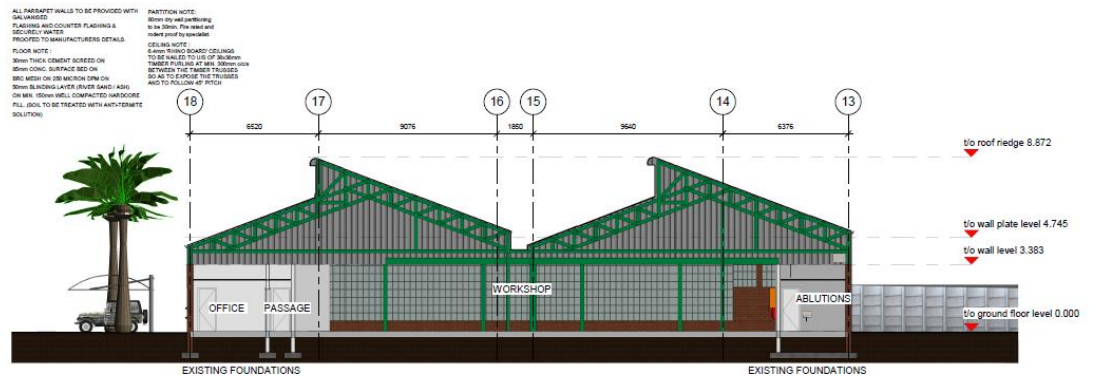 ALL PARRAPET WALLS TO BE PROVIDED WITH
GALVANISED
FLASHING AND COUNTER FLASHING &
SECURELY WATER
PROOFED TO MANUFACTURERS DETAILS.
FLOOR NOTE :
30mm THICK CEMENT SCREED ON
85mm CONC. SURFACE BED ON
BRC MESH ON 250 MICRON DPM ON
50mm BLINDING LAYER (RIVER SAND / ASH)
ON MIN. 150mm WELL COMPACTED HARDCORE
FILL. (SOIL TO BE TREATED WITH ANTI-TERMITE
SOLUTION)
PARTITION NOTE:
80mm dry wall partitioning
to be 30min. Fire rated and
rodent proof by specialist.
CEILING NOTE :
6.4mm 'RHINO BOARD' CEILINGS
TO BE NAILED TO U/S OF 38x38mm
TIMBER PURLINS AT MIN. 300mm c/c/s
BETWEEN THE TIMBER TRUSSES
SO AS TO EXPOSE THE TRUSSES
AND TO FOLLOW 45° PITCH
18 17 16 15 14 13
6520 9076 1850 9640 6376
t/o roof riedge 8.872
t/o wall plate level 4.745
t/o wall level 3.383
WORKSHOP
OFFICE PASSAGE ABLUTIONS
t/o ground floor level 0.000
EXISTING FOUNDATIONS EXISTING FOUNDATIONS